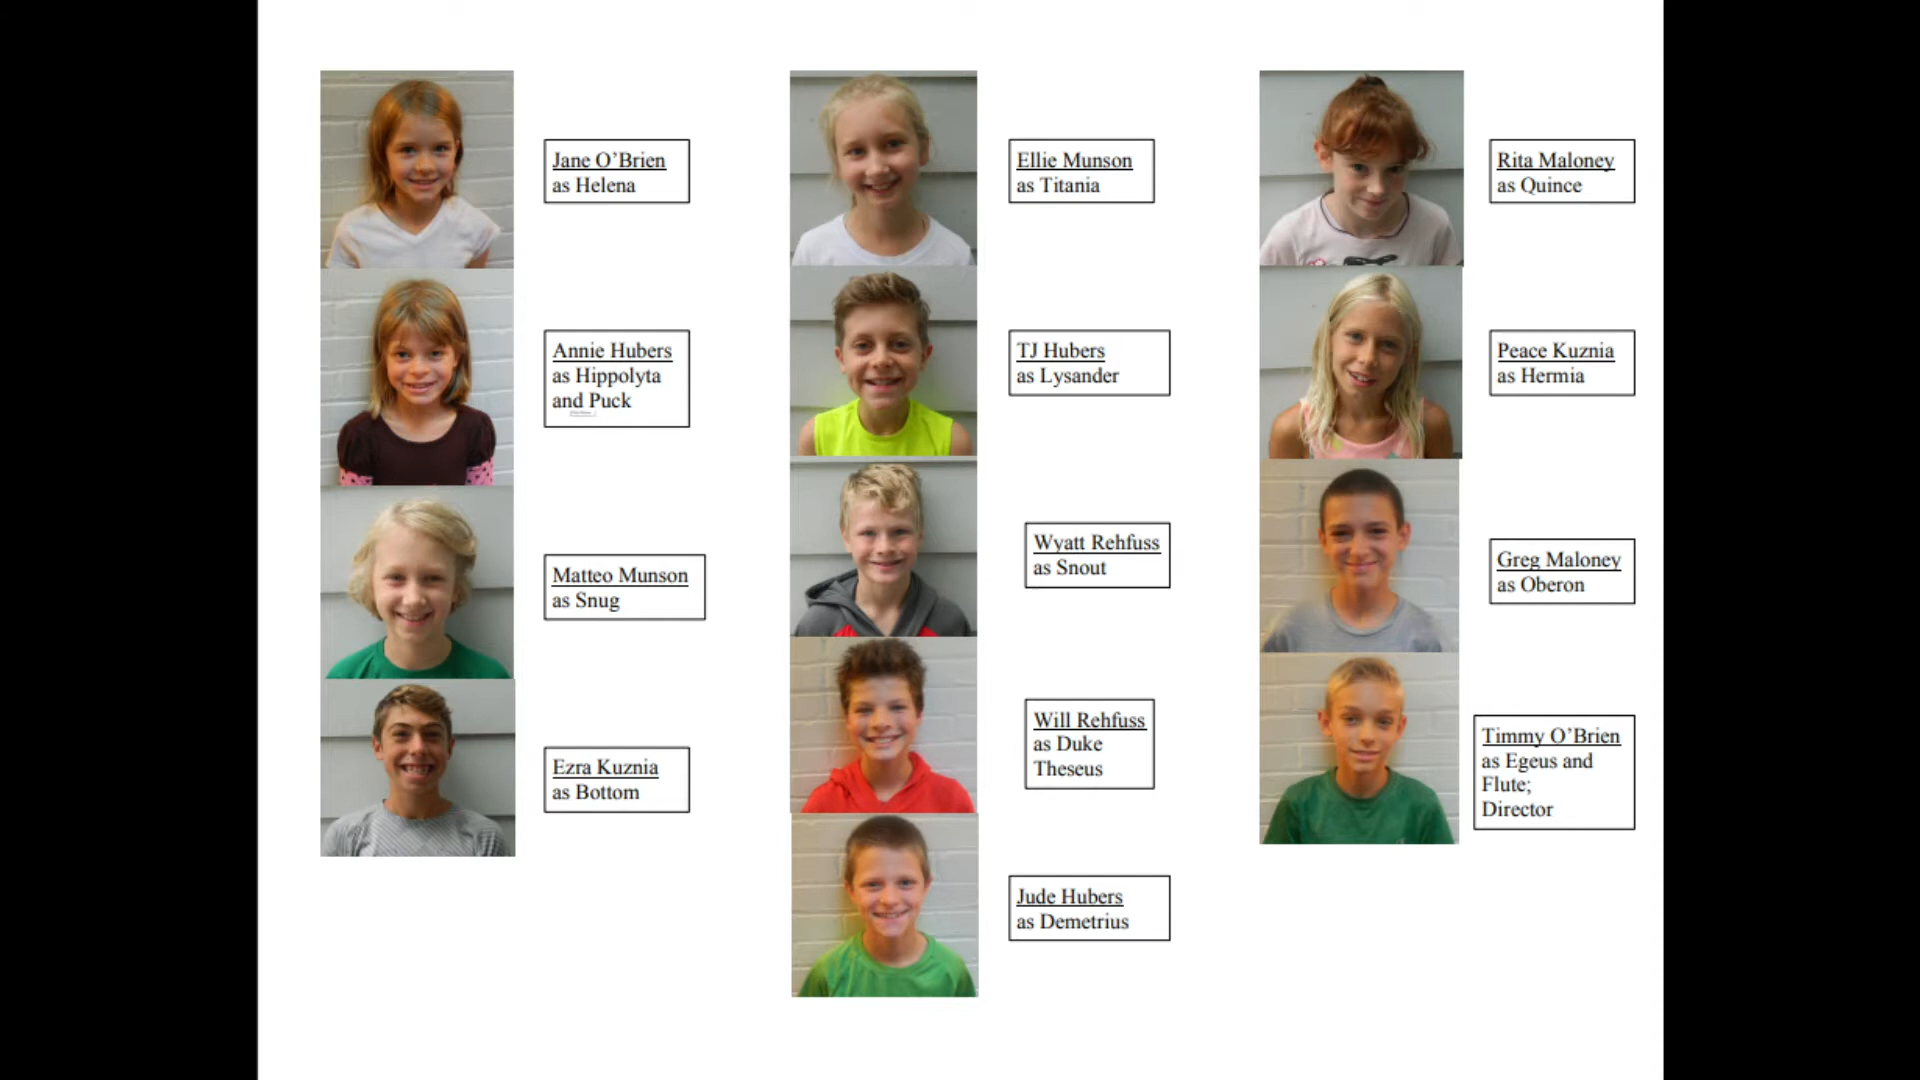 Jane O’Brien
as Helena
Annie Hubers
as Hippolyta
and Puck
Matteo Munson
as Snug
Ezra Kuznia
as Bottom
Ellie Munson
as Titania
TJ Hubers
as Lysander
Wyatt Rehfuss
as Snout
Will Rehfuss
as Duke
Theseus
Jude Hubers
as Demetrius
Rita Maloney
as Quince
Peace Kuznia
as Hermia
Greg Maloney
as Oberon
Timmy O’Brien
as Egeus and
Flute;
Director